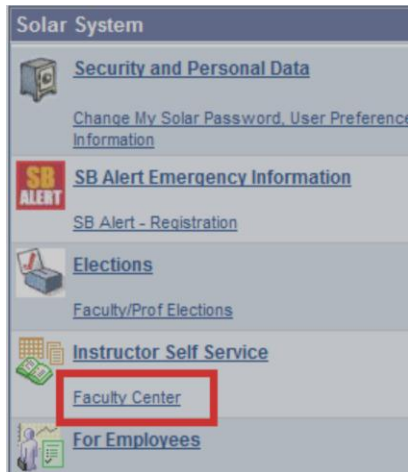 Solar System
Security and Personal Data
Change My Solar Password, User Preference
Information
SB ALERT
SB Alert Emergency Information
SB Alert - Registration
Elections
Faculty/Prof Elections
Instructor Self Service
Faculty Center
For Employees